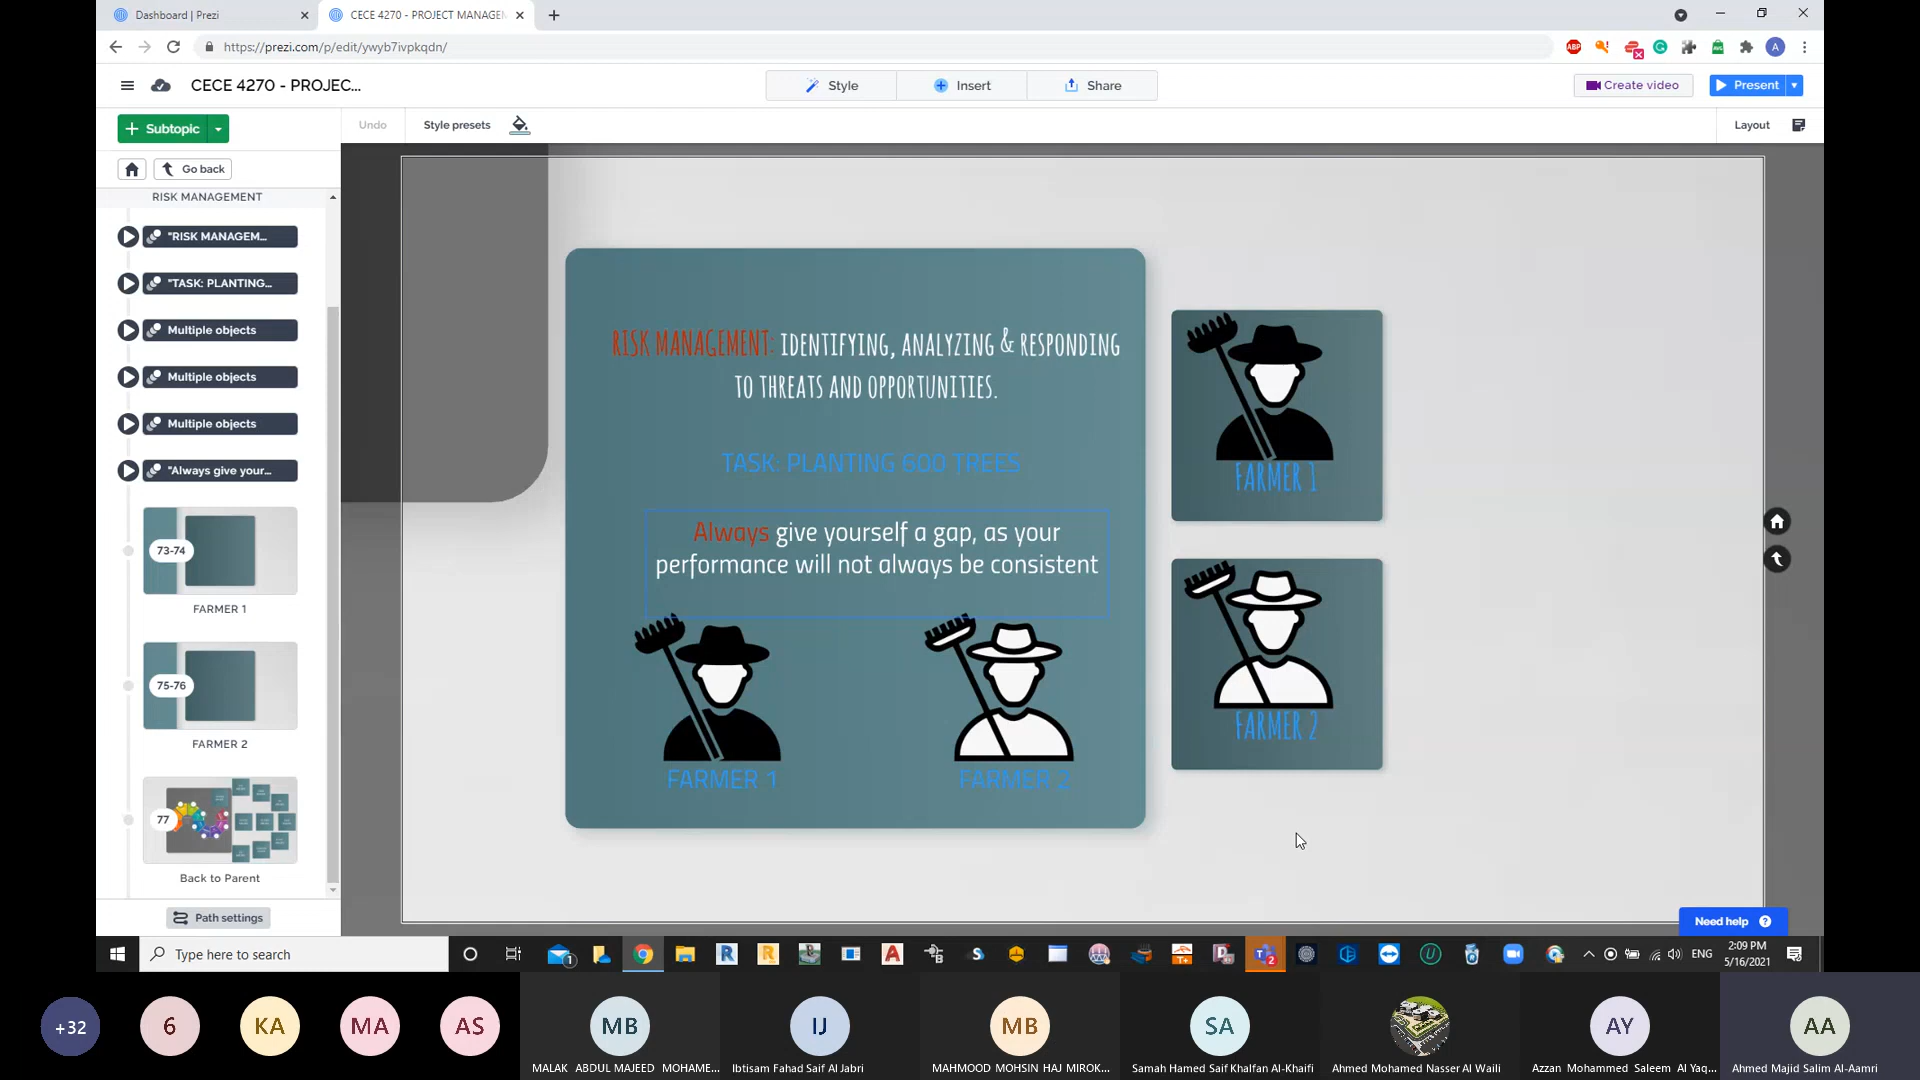 Dashboard | Prezi
CECE 4270 - PROJECT MANAGEM
https://prezi.com/p/edit/ywyb7ivpkqdn/
ABP
A
CECE 4270 - PROJEC...
Style
Insert
Share
Create video
Present
Subtopic
Undo
Style presets
Layout
Go back
RISK MANAGEMENT
"RISK MANAGEM...
"TASK: PLANTING...
Multiple objects
Multiple objects
Multiple objects
"Always give your...
73-74
FARMER 1
75-76
FARMER 2
77
Back to Parent
Path settings
RISK MANAGEMENT: IDENTIFYING, ANALYZING & RESPONDING
TO THREATS AND OPPORTUNITIES.
TASK: PLANTING 600 TREES
Always give yourself a gap, as your
performance will not always be consistent
FARMER 1
FARMER 2
FARMER 1
FARMER 2
Need help ?
Type here to search
ENG
2:09 PM
5/16/2021
+32
6
KA
MA
AS
MB
IJ
MB
SA
AY
AA
MALAK ABDUL MAJEED MOHAME...
Ibtisam Fahad Saif Al Jabri
MAHMOOD MOHSIN HAJ MIROK...
Samah Hamed Saif Khalfan Al-Khaifi
Ahmed Mohamed Nasser Al Waili
Azzan Mohammed Saleem Al Yaq...
Ahmed Majid Salim Al-Aamri